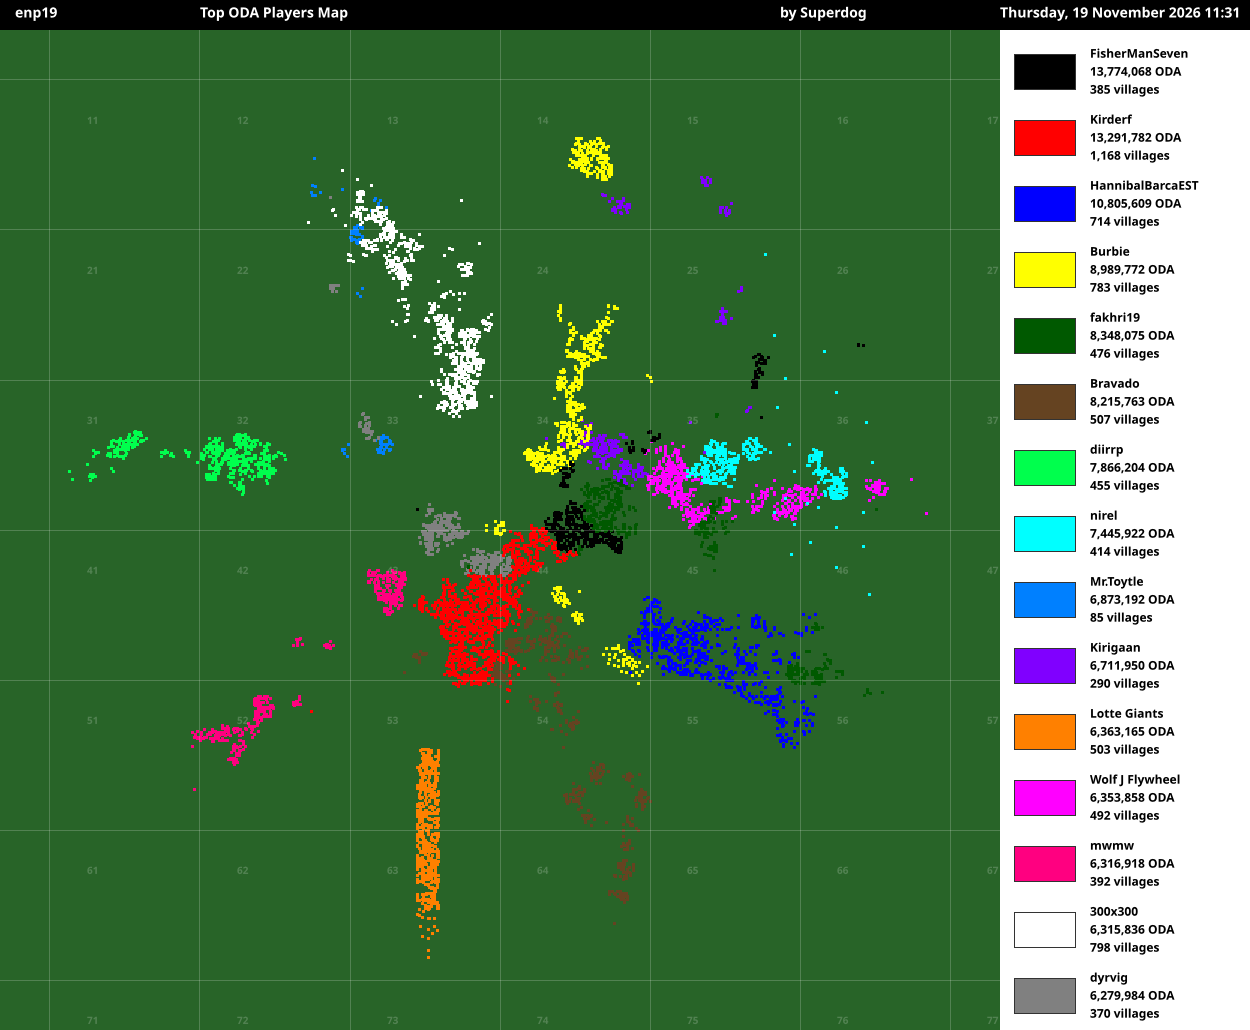 enp19 Top ODA Players Map by Superdog Thursday, 19 November 2026 11:31
11 12 13 14 15 16 17
21 22 23 24 25 26 27
31 32 33 34 35 36 37
41 42 43 44 45 46 47
51 52 53 54 55 56 57
61 62 63 64 65 66
71 72 73 74 75 76 77
FisherManSeven
13,774,068 ODA
385 villages
Kirderf
13,291,782 ODA
1,168 villages
HannibalBarcaEST
10,805,609 ODA
714 villages
Burbie
8,989,772 ODA
783 villages
fakhri19
8,348,075 ODA
476 villages
Bravado
8,215,763 ODA
507 villages
diirrp
7,866,204 ODA
455 villages
nirel
7,445,922 ODA
414 villages
Mr.Toytle
6,873,192 ODA
85 villages
Kirigaan
6,711,950 ODA
290 villages
Lotte Giants
6,363,165 ODA
503 villages
Wolf J Flywheel
6,353,858 ODA
492 villages
mwmw
6,316,918 ODA
392 villages
300x300
6,315,836 ODA
798 villages
dyrvig
6,279,984 ODA
370 villages